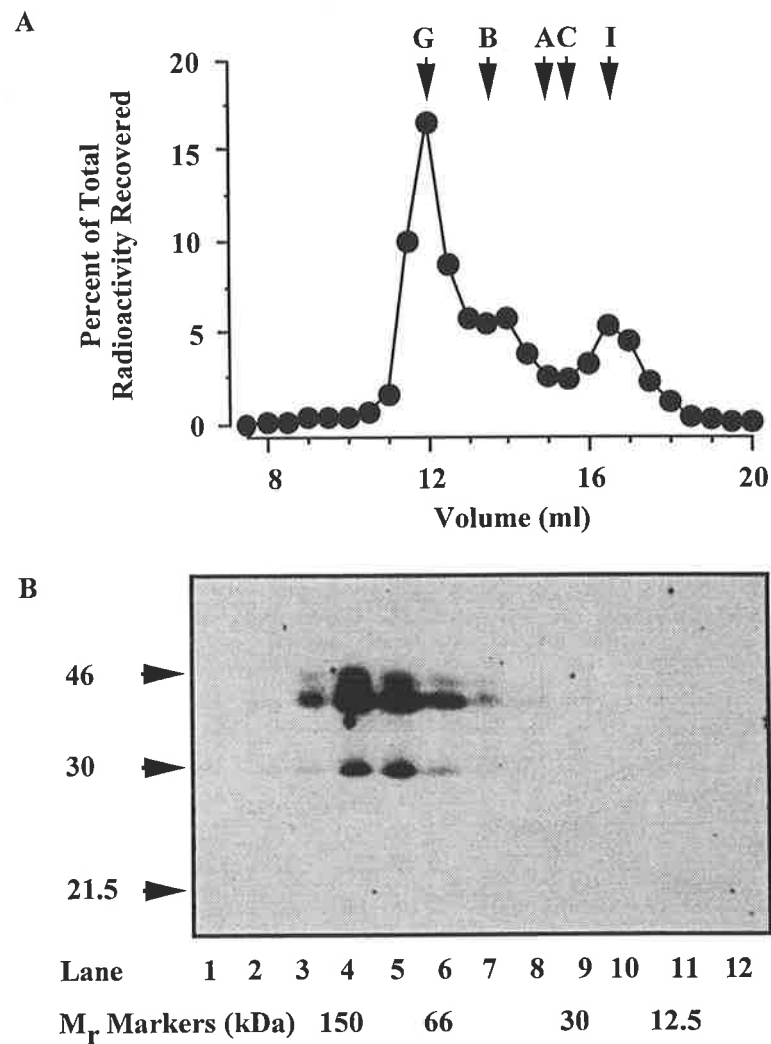 A
G B A C I
20
15
10
5
0
Percent of Total
Radioactivity Recovered
8 12 16 20
Volume (ml)
B
46
30
21.5
Lane 1 2 3 4 5 6 7 8 9 10 11 12
Mr Markers (kDa) 150 66 30 12.5